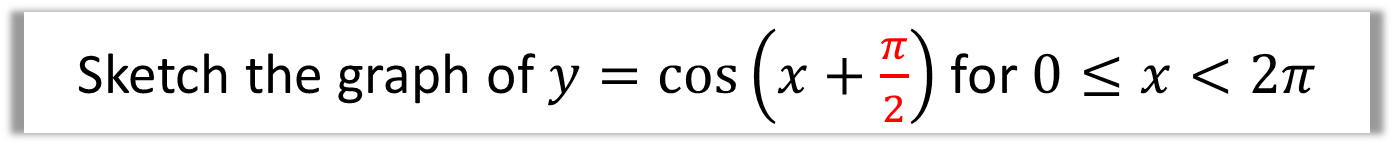 Sketch the graph of y = cos(x + π/2) for 0 ≤ x < 2π